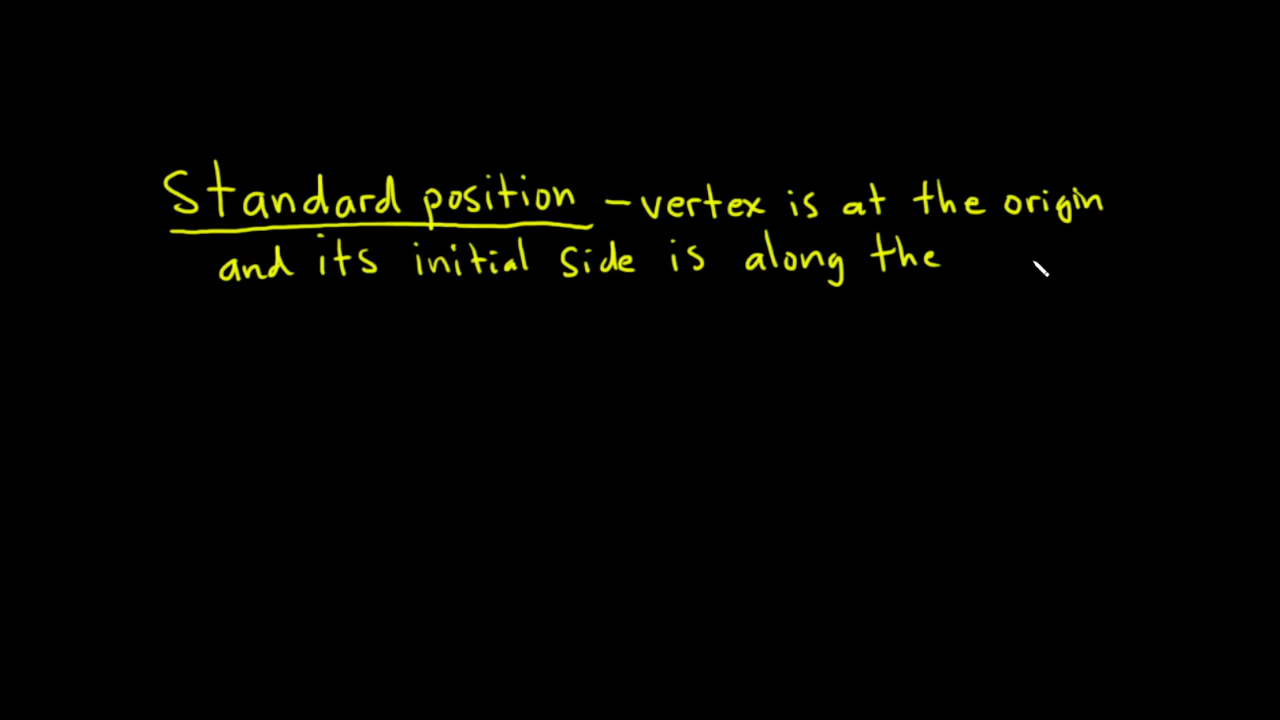 Standard position - vertex is at the origin
and its initial side is along the